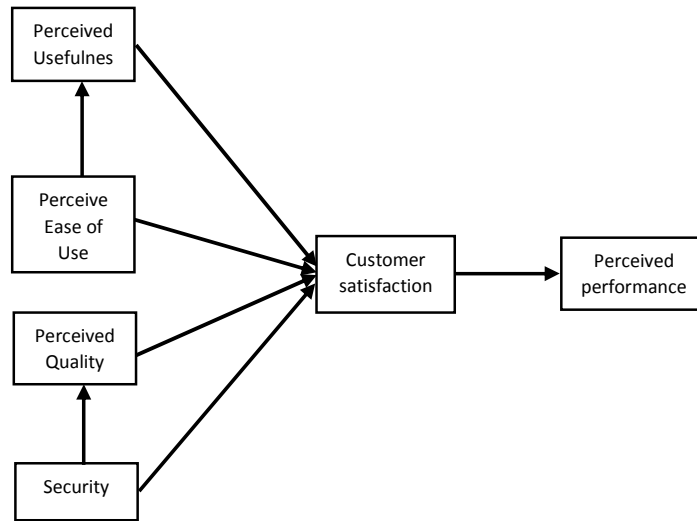 Perceived
Usefulnes
Perceive
Ease of
Use
Perceived
Quality
Security
Customer
satisfaction
Perceived
performance